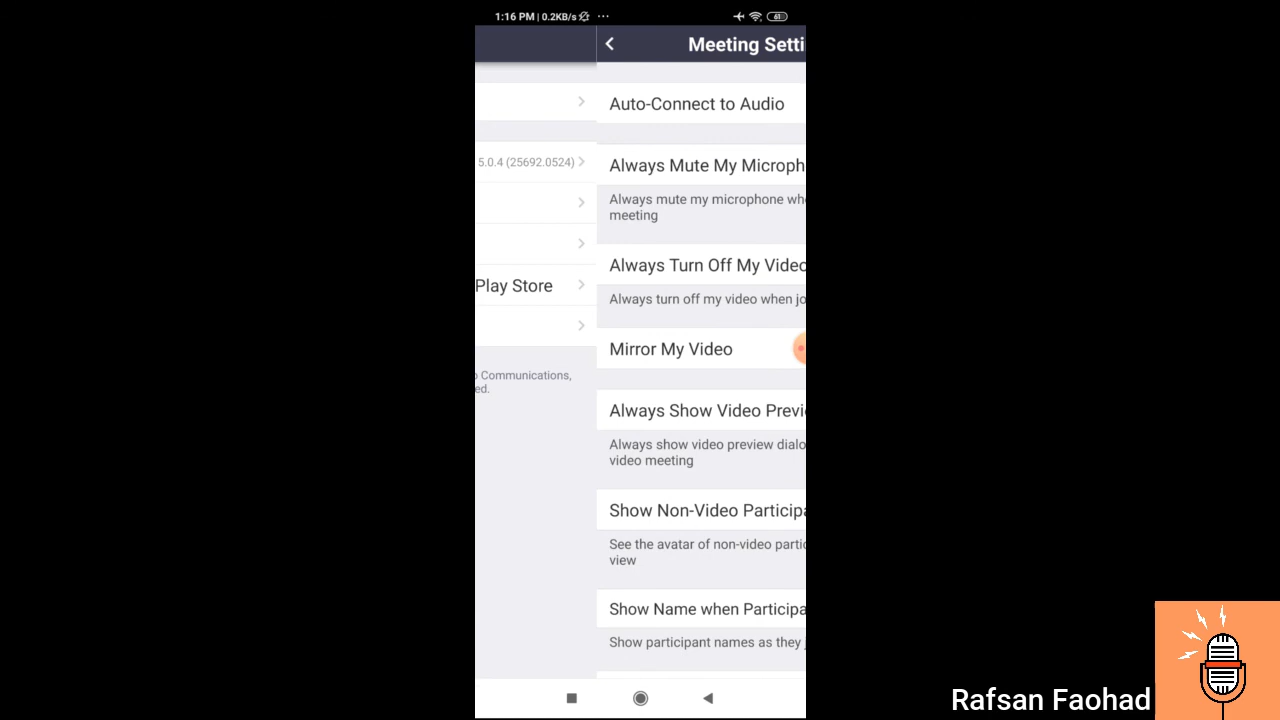 1:16 PM | 0.2KB/s ...
61
Meeting Setti
Auto-Connect to Audio
5.0.4 (25692.0524)
Always Mute My Microph
Always mute my microphone whe
meeting
Always Turn Off My Video
Play Store
Always turn off my video when jo
Mirror My Video
o Communications,
ed.
Always Show Video Previ
Always show video preview dialo
video meeting
Show Non-Video Participa
See the avatar of non-video partic
view
Show Name when Participa
Show participant names as they j
Rafsan Faohad